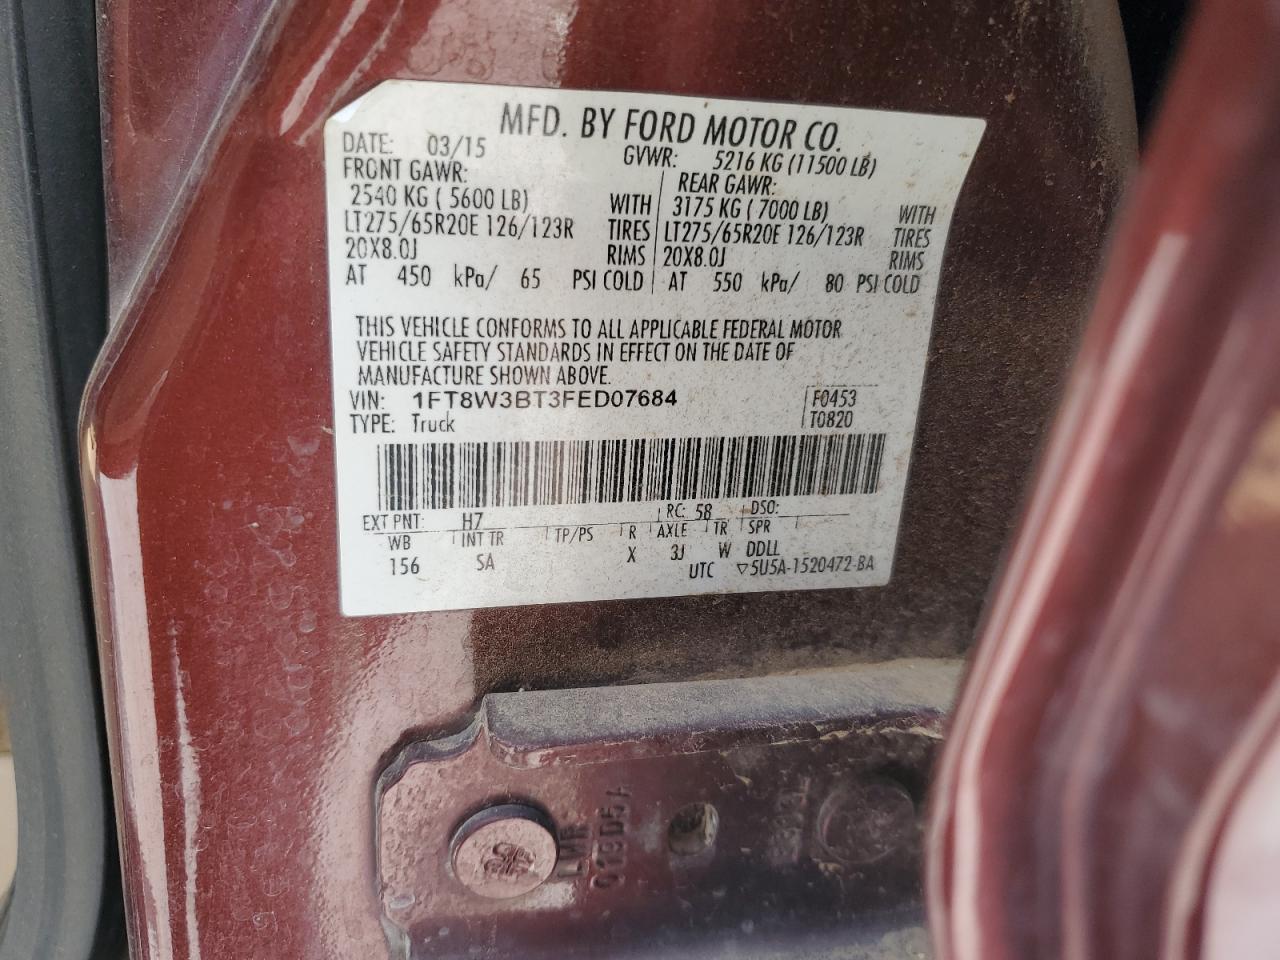 MFD. BY FORD MOTOR CO.
DATE: 03/15 GVWR: 5216 KG (11500 LB)
FRONT GAWR: REAR GAWR:
2540 KG ( 5600 LB) WITH 3175 KG ( 7000 LB) WITH
LT275/65R20E 126/123R TIRES LT275/65R20E 126/123R TIRES
20X8.0J RIMS 20X8.0J RIMS
AT 450 kPa/ 65 PSI COLD AT 550 kPa/ 80 PSI COLD
THIS VEHICLE CONFORMS TO ALL APPLICABLE FEDERAL MOTOR
VEHICLE SAFETY STANDARDS IN EFFECT ON THE DATE OF
MANUFACTURE SHOWN ABOVE.
VIN: 1FT8W3BT3FED07684 F0453
TYPE: Truck T0820
EXT PNT: H7 RC: 58 DSO:
WB INT TR TP/PS R AXLE TR SPR
156 SA X 3J W DDLL
UTC ▽5U5A-1520472-BA
LMR